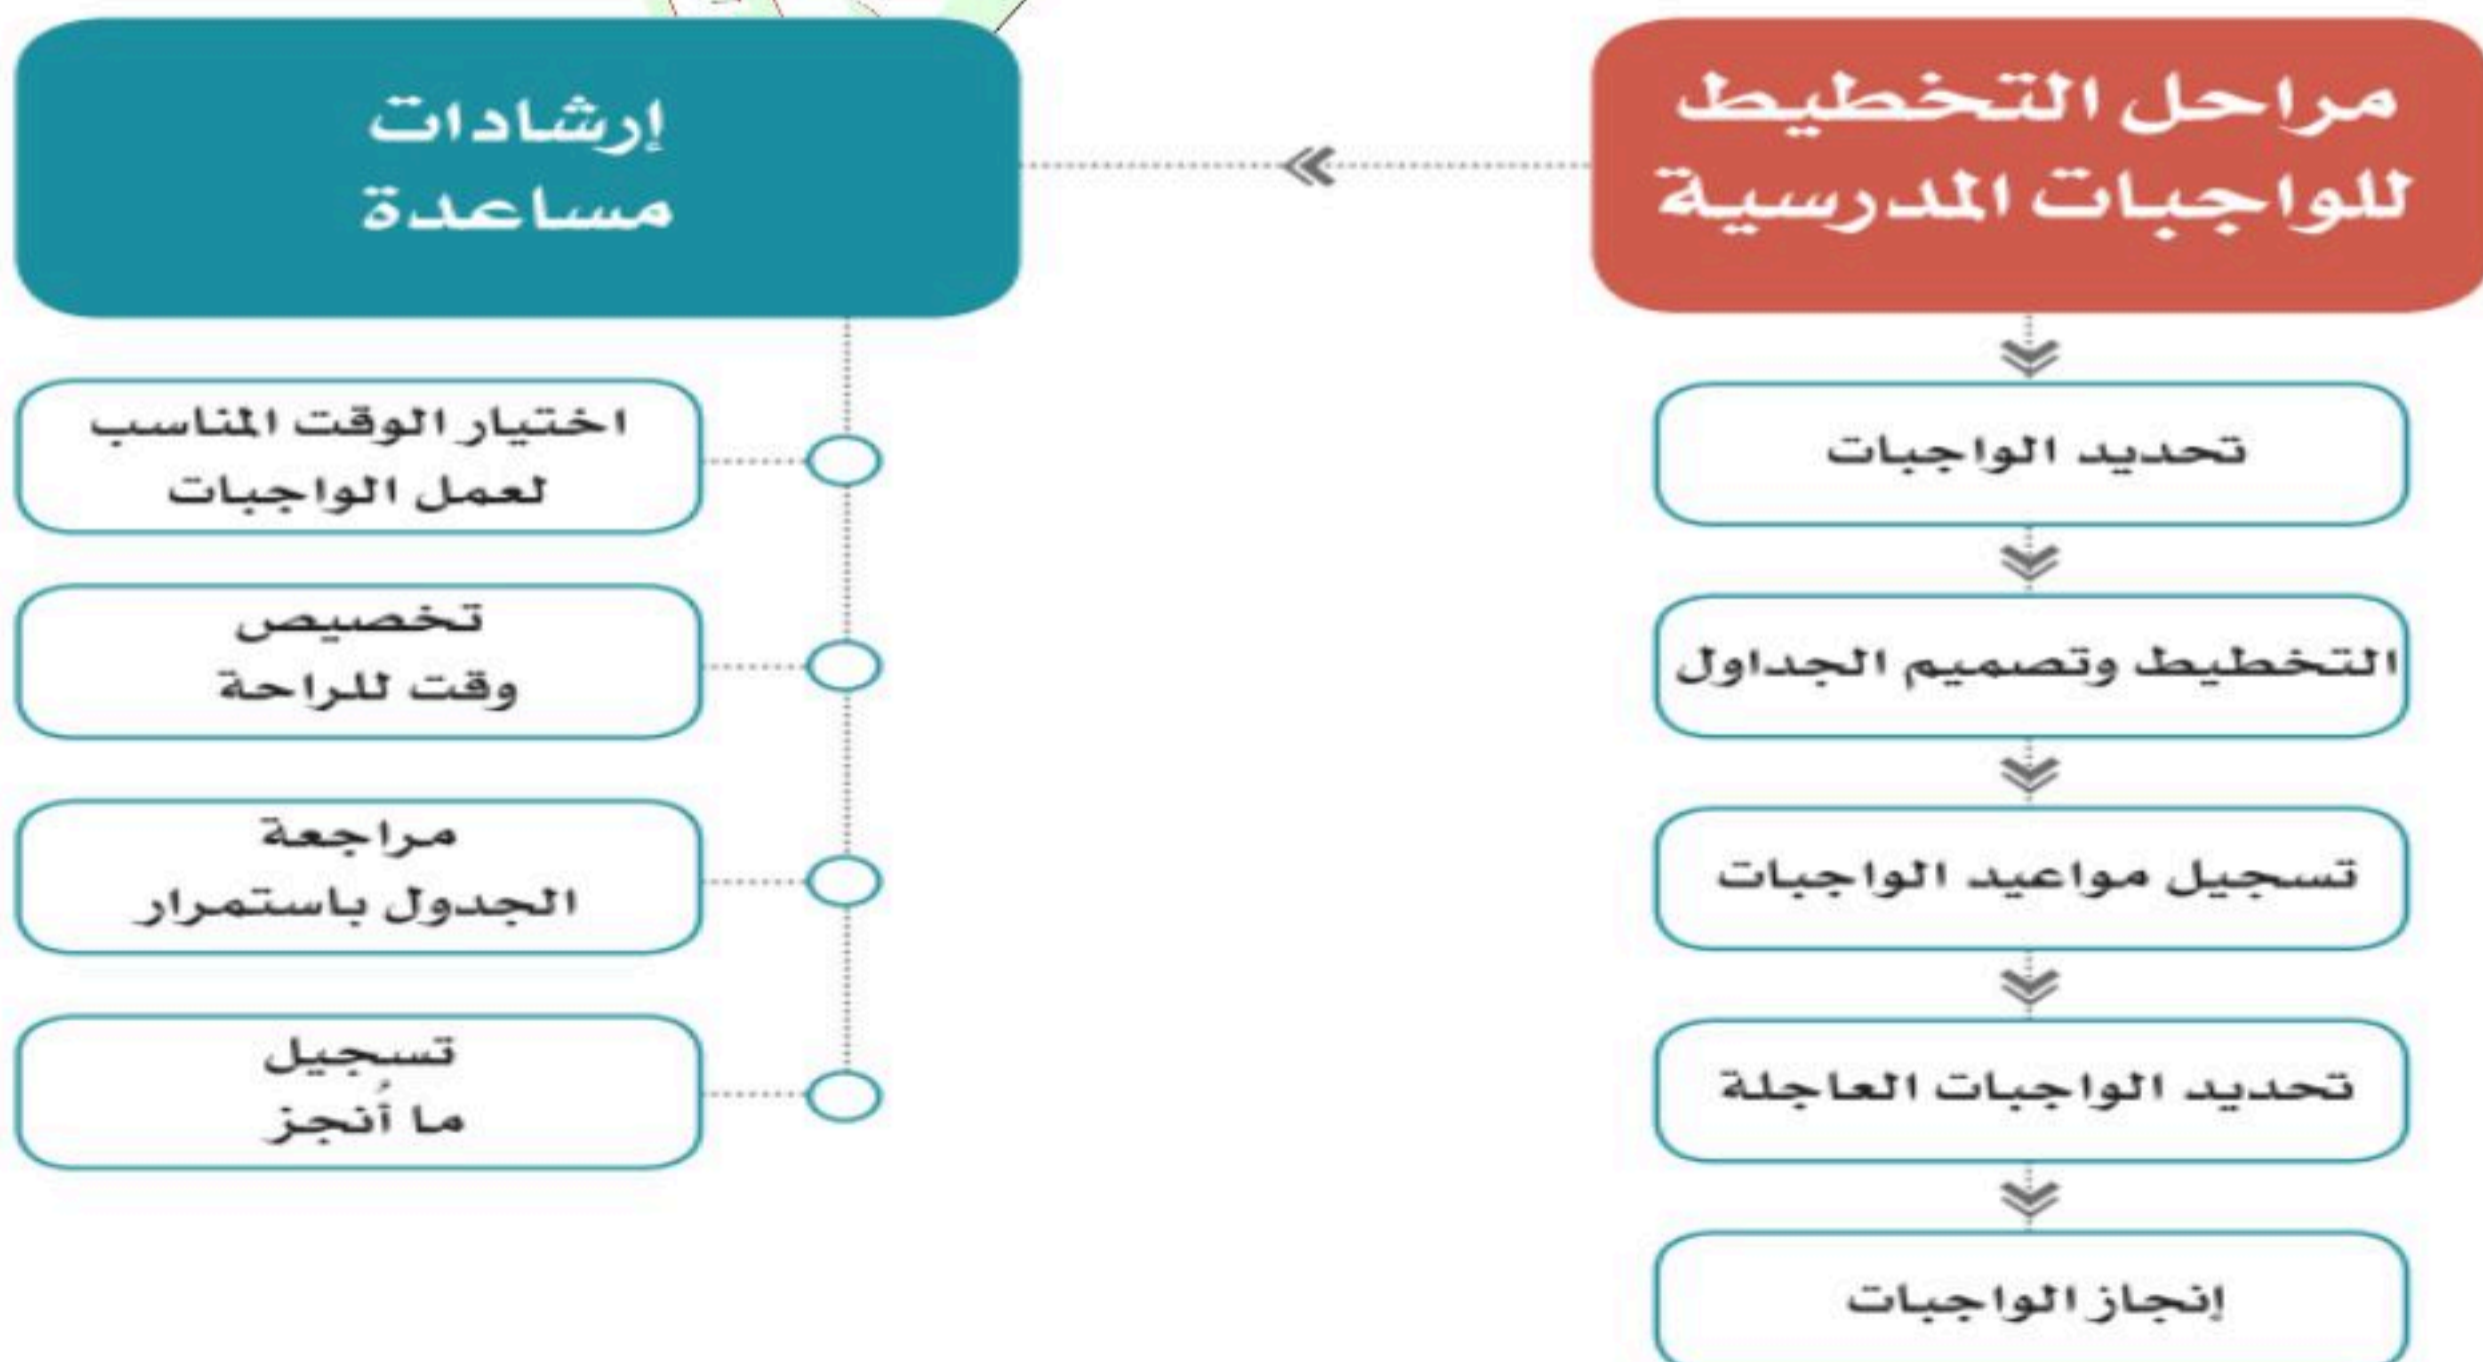 مراحل التخطيط
للواجبات المدرسية
تحديد الواجبات
التخطيط وتصميم الجداول
تسجيل مواعيد الواجبات
تحديد الواجبات العاجلة
إنجاز الواجبات
إرشادات
مساعدة
اختيار الوقت المناسب
لعمل الواجبات
تخصيص
وقت للراحة
مراجعة
الجدول باستمرار
تسجيل
ما أُنجز